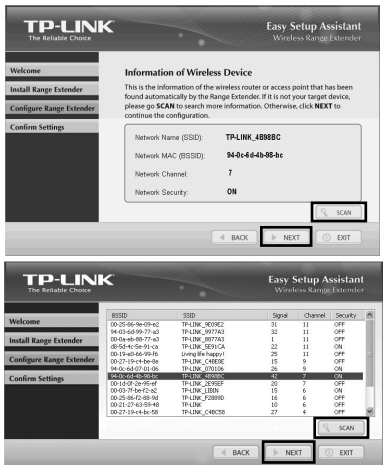 TP-LINK
The Reliable Choice
Easy Setup Assistant
Wireless Range Extender
Welcome
Install Range Extender
Configure Range Extender
Confirm Settings
Information of Wireless Device
This is the information of the wireless router or access point that has been
found automatically by the Range Extender. If it is not your target device,
please go SCAN to search more information. Otherwise, click NEXT to
continue the configuration.
Network Name (SSID): TP-LINK_4B98BC
Network MAC (BSSID): 94-0c-6d-4b-98-bc
Network Channel: 7
Network Security: ON
SCAN
BACK NEXT EXIT
TP-LINK
The Reliable Choice
Easy Setup Assistant
Wireless Range Extender
Welcome
Install Range Extender
Configure Range Extender
Confirm Settings
BSSID SSID Signal Channel Security
00-25-86-9e-09-e2 TP-LINK_9E09E2 31 11 OFF
94-03-6d-99-77-a3 TP-LINK_9977A3 32 11 OFF
00-0a-eb-88-77-a3 TP-LINK_8877A3 1 11 OFF
d8-5d-4c-5e-91-ca TP-LINK_5E91CA 22 11 OFF
00-19-e0-66-99-f6 Living life happy! 25 11 OFF
00-27-19-c4-be-8e TP-LINK_C4BE8E 15 9 OFF
94-0c-6d-07-01-06 TP-LINK_070106 26 9 ON
94-0c-6d-4b-98-bc TP-LINK_4B98BC 42 7 ON
00-1d-0f-2e-95-ef TP-LINK_2E95EF 20 7 OFF
00-03-7f-be-f2-a2 TP-LINK_LIBIN 15 6 ON
00-25-86-f2-88-9d TP-LINK_F2889D 16 6 OFF
00-21-27-63-59-48 TP-LINK 10 6 OFF
00-27-19-c4-bc-58 TP-LINK_C4BC58 27 4 OFF
SCAN
BACK NEXT EXIT